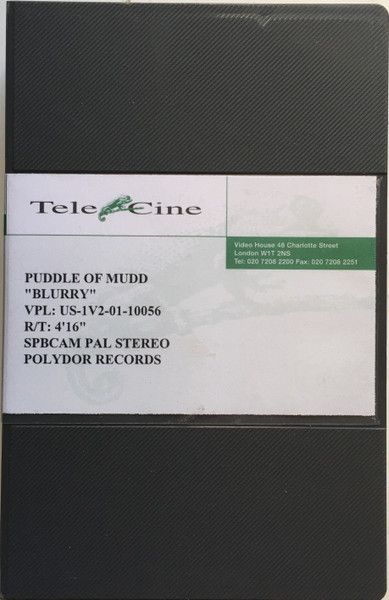 Tele Cine
Video House 48 Charlotte Street
London W1T 2NS
Tel: 020 7208 2200 Fax: 020 7208 2251
PUDDLE OF MUDD
"BLURRY"
VPL: US-1V2-01-10056
R/T: 4'16"
SPBCAM PAL STEREO
POLYDOR RECORDS